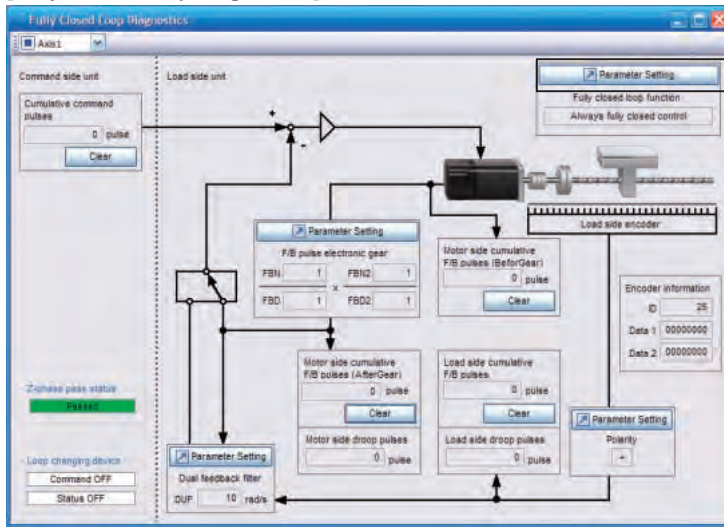 Fully Closed Loop Diagnostics
Axis1
Command side unit
Load side unit
Parameter Setting
Fully closed loop function
Always fully closed control
Cumulative command
pulses
0 pulse
Clear
+
-
Load side encoder
Parameter Setting
F/B pulse electronic gear
FBN 1 FBN2 1
x
FBD 1 FBD2 1
Motor side cumulative
F/B pulses (BeforGear)
0 pulse
Clear
Encoder information
ID 25
Data 1 00000000
Data 2 00000000
Motor side cumulative
F/B pulses (AfterGear)
0 pulse
Clear
Motor side droop pulses
0 pulse
Load side cumulative
F/B pulses
0 pulse
Clear
Load side droop pulses
0 pulse
Parameter Setting
Polarity
Z-phase pass status
Passed
Loop changing device
Command OFF
Status OFF
Parameter Setting
Dual feedback filter
DUF 10 rad/s